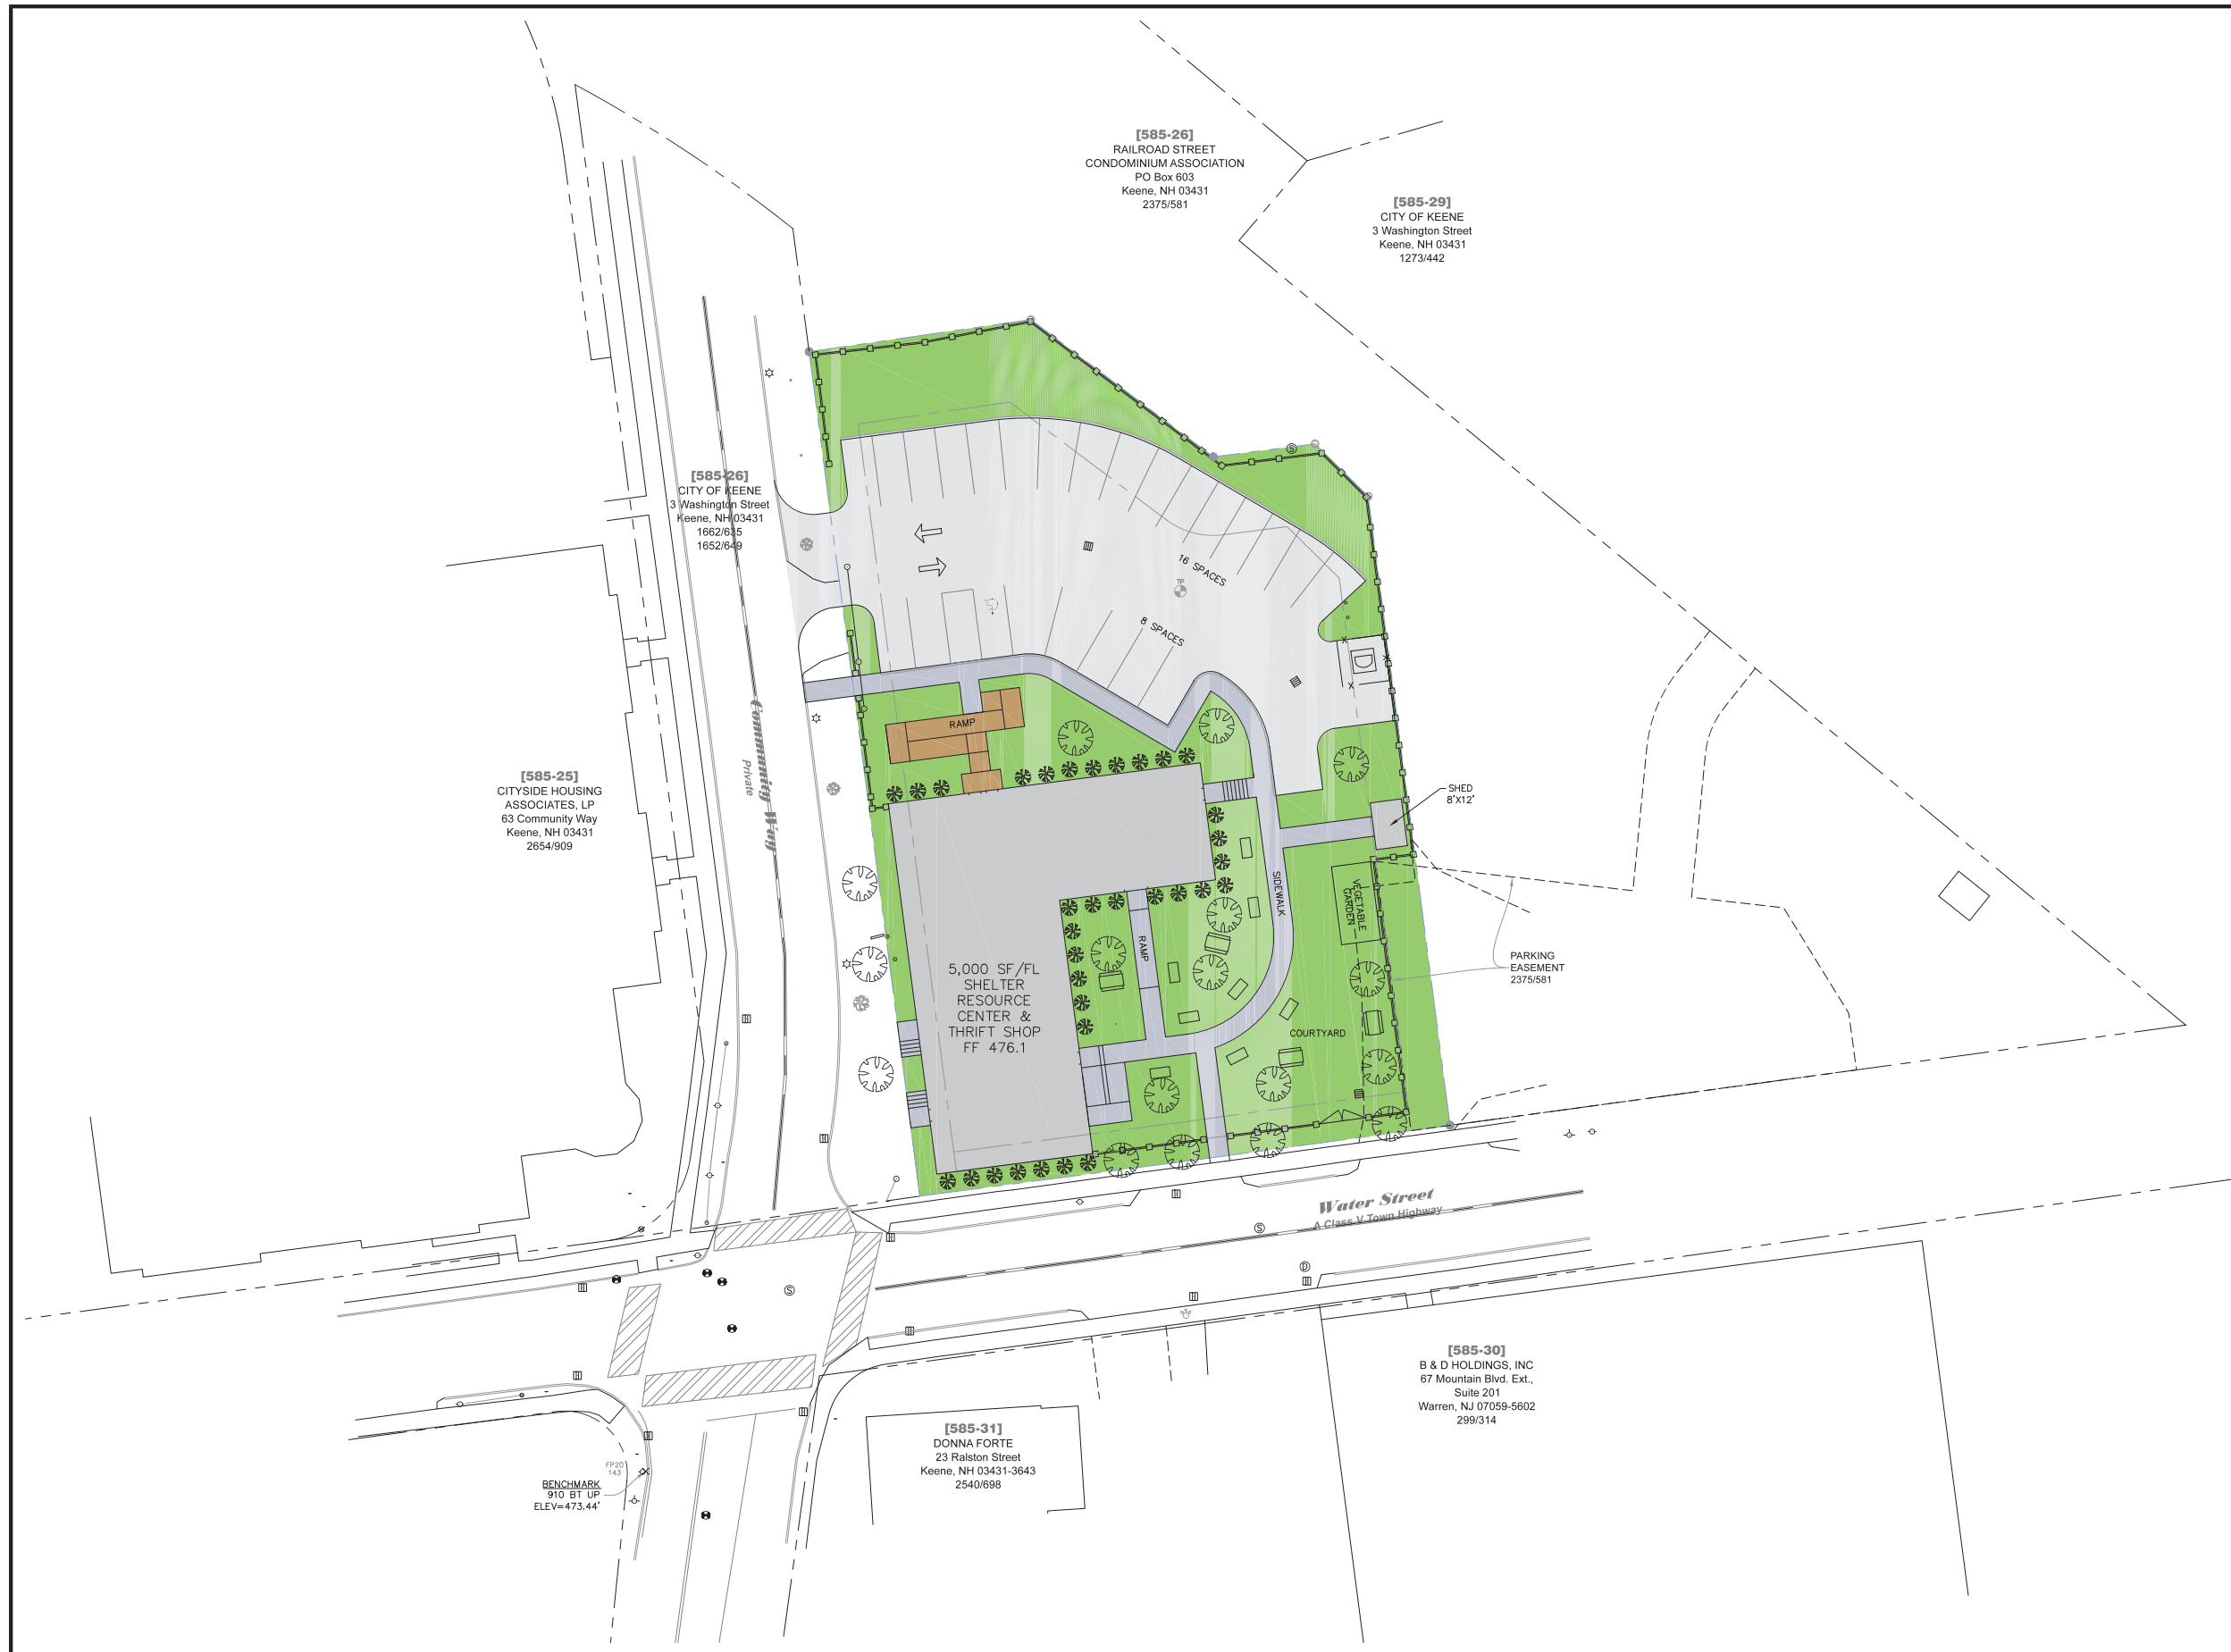 [585-26]
RAILROAD STREET
CONDOMINIUM ASSOCIATION
PO Box 603
Keene, NH 03431
2375/581
[585-29]
CITY OF KEENE
3 Washington Street
Keene, NH 03431
1273/442
[585-26]
CITY OF KEENE
3 Washington Street
Keene, NH 03431
1662/635
1652/649
16 SPACES
8 SPACES
RAMP
Community Way
Private
[585-25]
CITYSIDE HOUSING
ASSOCIATES, LP
63 Community Way
Keene, NH 03431
2654/909
SHED
8'X12'
SIDEWALK
VEGETABLE
GARDEN
RAMP
PARKING
EASEMENT
2375/581
5,000 SF/FL
SHELTER
RESOURCE
CENTER &
THRIFT SHOP
FF 476.1
COURTYARD
Water Street
A Class V Town Highway
[585-30]
B & D HOLDINGS, INC
67 Mountain Blvd. Ext.,
Suite 201
Warren, NJ 07059-5602
299/314
[585-31]
DONNA FORTE
23 Ralston Street
Keene, NH 03431-3643
2540/698
FP20
143
BENCHMARK
910 BT UP
ELEV=473.44'